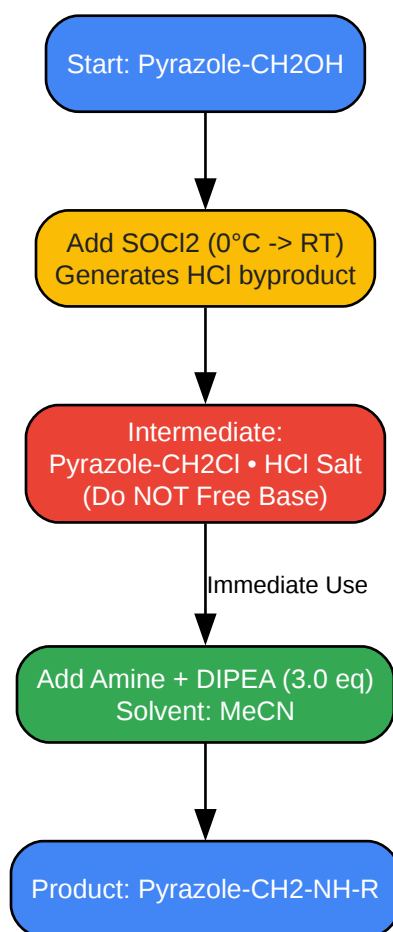 Start: Pyrazole-CH2OH
Add SOCl2 (0°C -> RT)
Generates HCl byproduct
Intermediate:
Pyrazole-CH2Cl • HCl Salt
(Do NOT Free Base)
Immediate Use
Add Amine + DIPEA (3.0 eq)
Solvent: MeCN
Product: Pyrazole-CH2-NH-R